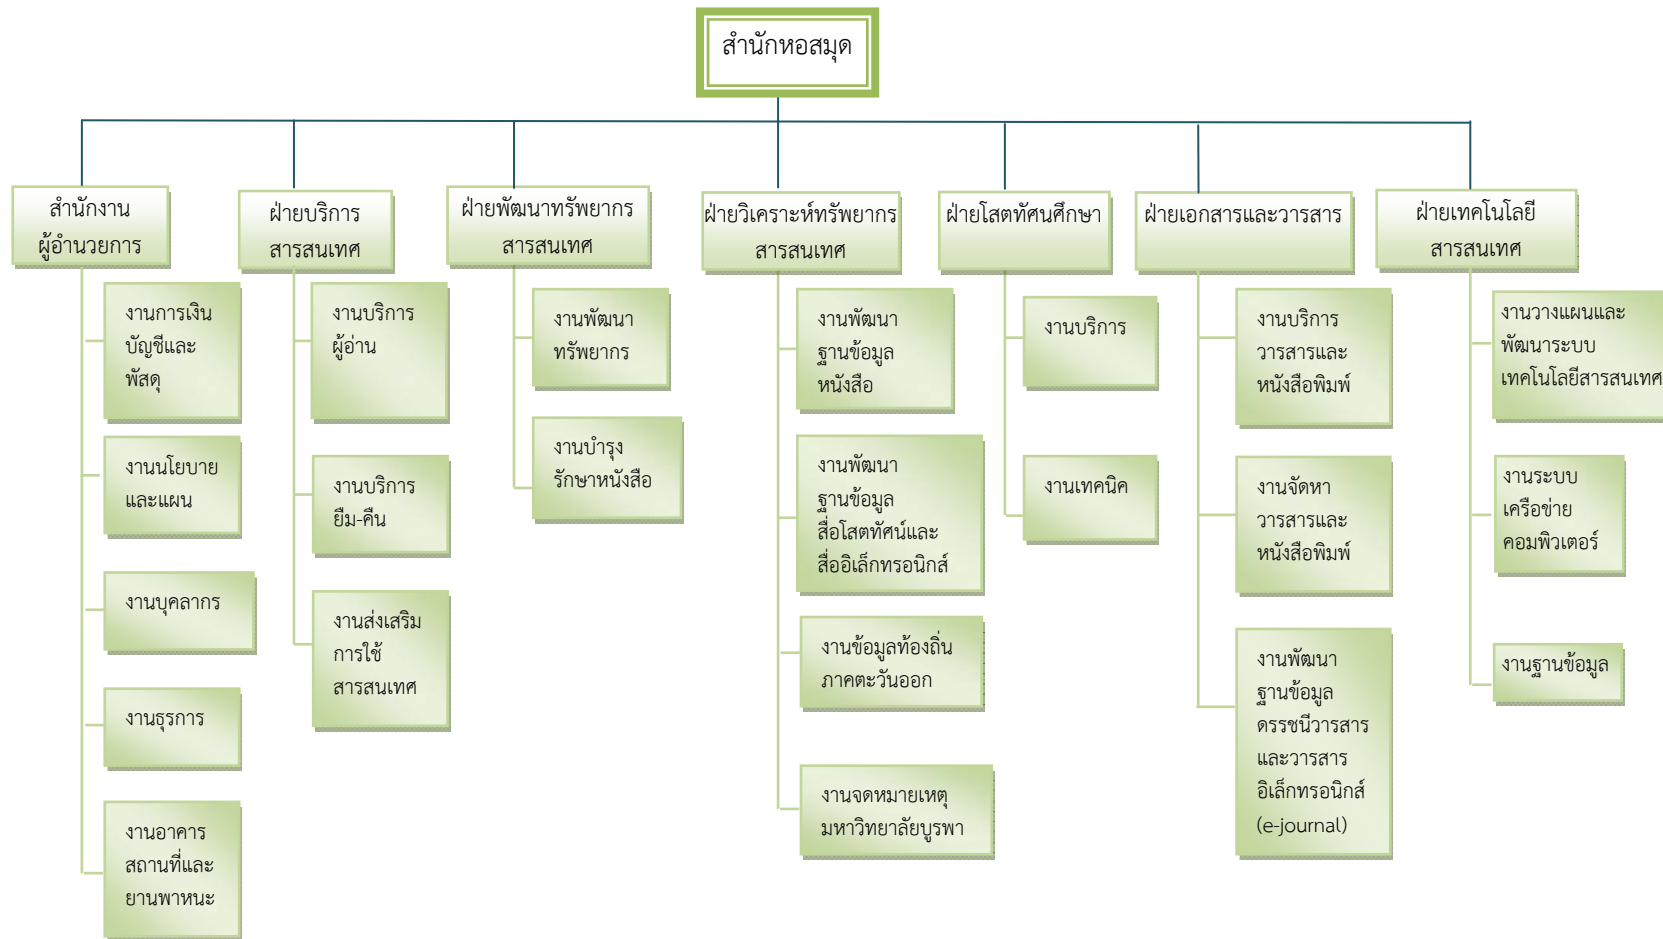 สำนักหอสมุด
สำนักงาน
ผู้อำนวยการ
งานการเงิน
บัญชีและ
พัสดุ
งานนโยบาย
และแผน
งานบุคลากร
งานธุรการ
งานอาคาร
สถานที่และ
ยานพาหนะ
ฝ่ายบริการ
สารสนเทศ
งานบริการ
ผู้อ่าน
งานบริการ
ยืม-คืน
งานส่งเสริม
การใช้
สารสนเทศ
ฝ่ายพัฒนาทรัพยากร
สารสนเทศ
งานพัฒนา
ทรัพยากร
งานบำรุง
รักษาหนังสือ
ฝ่ายวิเคราะห์ทรัพยากร
สารสนเทศ
งานพัฒนา
ฐานข้อมูล
หนังสือ
งานพัฒนา
ฐานข้อมูล
สื่อโสตทัศน์และ
สื่ออิเล็กทรอนิกส์
งานข้อมูลท้องถิ่น
ภาคตะวันออก
งานจดหมายเหตุ
มหาวิทยาลัยบูรพา
ฝ่ายโสตทัศนศึกษา
งานบริการ
งานเทคนิค
ฝ่ายเอกสารและวารสาร
งานบริการ
วารสารและ
หนังสือพิมพ์
งานจัดหา
วารสารและ
หนังสือพิมพ์
งานพัฒนา
ฐานข้อมูล
ดรรชนีวารสาร
และวารสาร
อิเล็กทรอนิกส์
(e-journal)
ฝ่ายเทคโนโลยี
สารสนเทศ
งานวางแผนและ
พัฒนาระบบ
เทคโนโลยีสารสนเทศ
งานระบบ
เครือข่าย
คอมพิวเตอร์
งานฐานข้อมูล